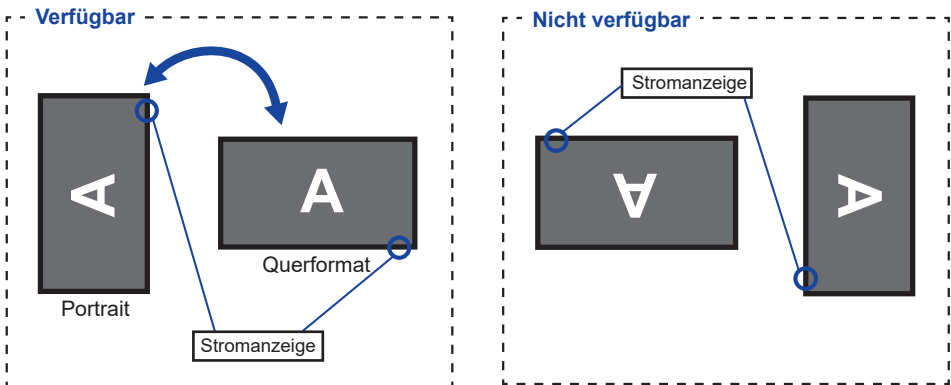 Verfügbar
A
Portrait
A
Querformat
Stromanzeige
Nicht verfügbar
Stromanzeige
A
A